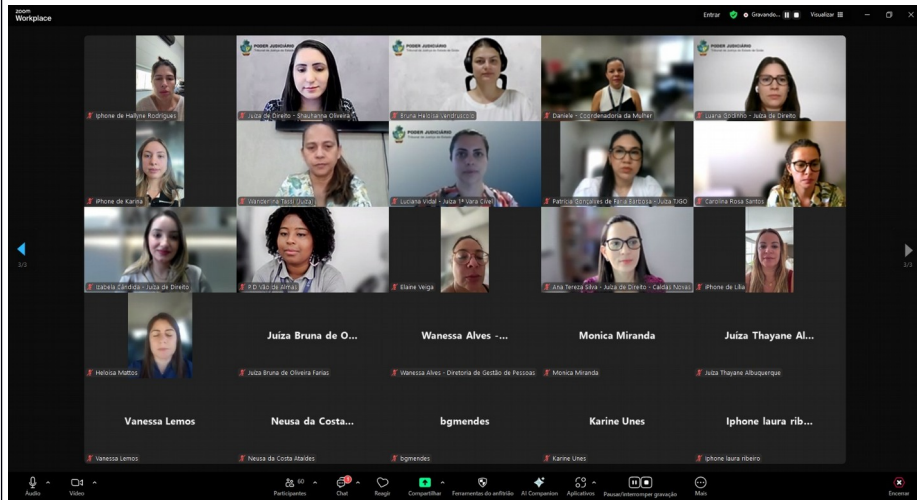 zoom
Workplace
Entrar
Gravando...
Visualizar
PODER JUDICIÁRIO
PODER JUDICIÁRIO
PODER JUDICIÁRIO
Iphone de Hallyne Rodrigues
Juíza de Direito - Shauhanna Oliveira
Bruna Heloísa Vendruscolo
Daniele - Coordenadoria da Mulher
Luana Godinho - Juíza de Direito
PODER JUDICIÁRIO
iPhone de Karina
Wanderlina Tassi (Juíza)
Luciana Vidal - Juíza 1ª Vara Cível
Patrícia Gonçalves de Faria Barbosa - Juíza TJGO
Carolina Rosa Santos
2/3
2/3
Izabela Cândida - Juíza de Direito
P.D Vão de Almas
Elaine Veiga
Ana Tereza Silva - Juíza de Direito - Caldas Novas
iPhone de Lília
Juíza Bruna de O...
Wanessa Alves -...
Monica Miranda
Juíza Thayane Al...
Heloisa Mattos
Juíza Bruna de Oliveira Farias
Wanessa Alves - Diretoria de Gestão de Pessoas
Monica Miranda
Juíza Thayane Albuquerque
Vanessa Lemos
Neusa da Costa...
bgmendes
Karine Unes
Iphone laura rib...
Vanessa Lemos
Neusa da Costa Ataídes
bgmendes
Karine Unes
Iphone laura ribeiro
60
Áudio
Vídeo
Participantes
Chat
Reagir
Compartilhar
Ferramentas do anfitrião
AI Companion
Aplicativos
Pausar/interromper gravação
Mais
Encerrar